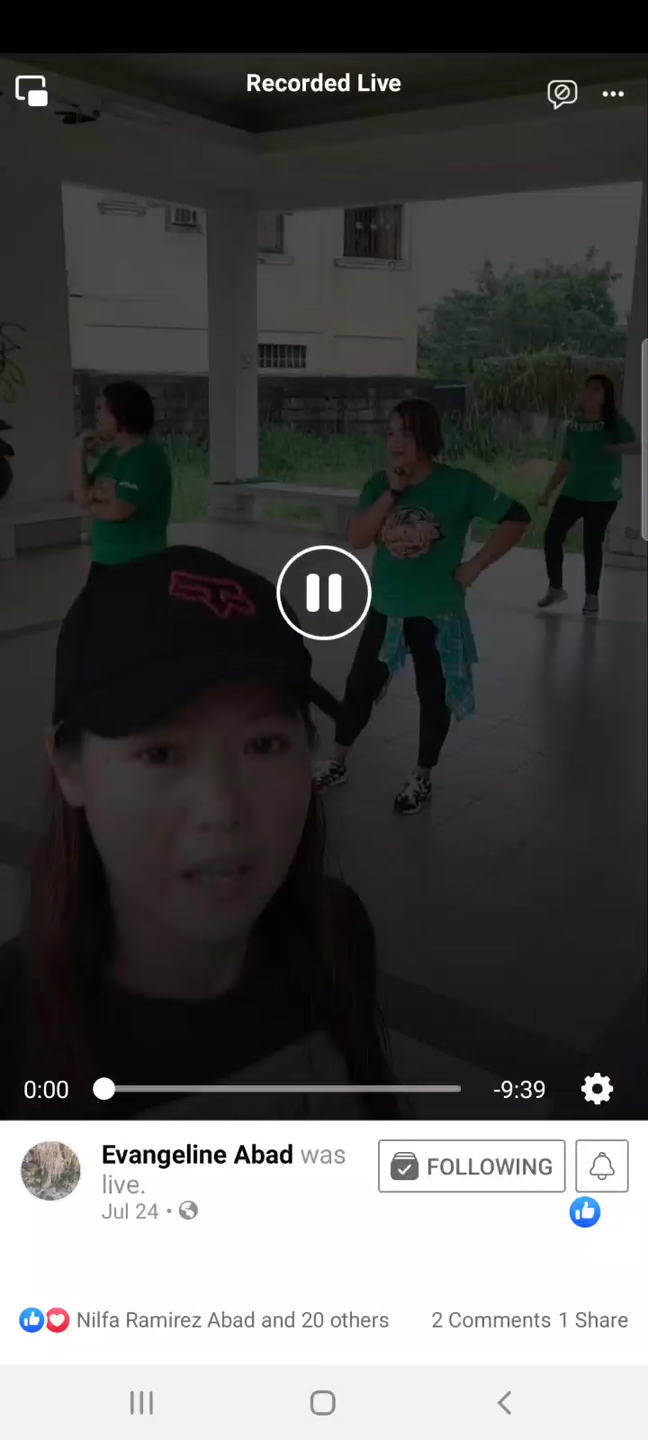 Recorded Live
0:00
-9:39
Evangeline Abad was
live.
FOLLOWING
Jul 24
Nilfa Ramirez Abad and 20 others
2 Comments 1 Share